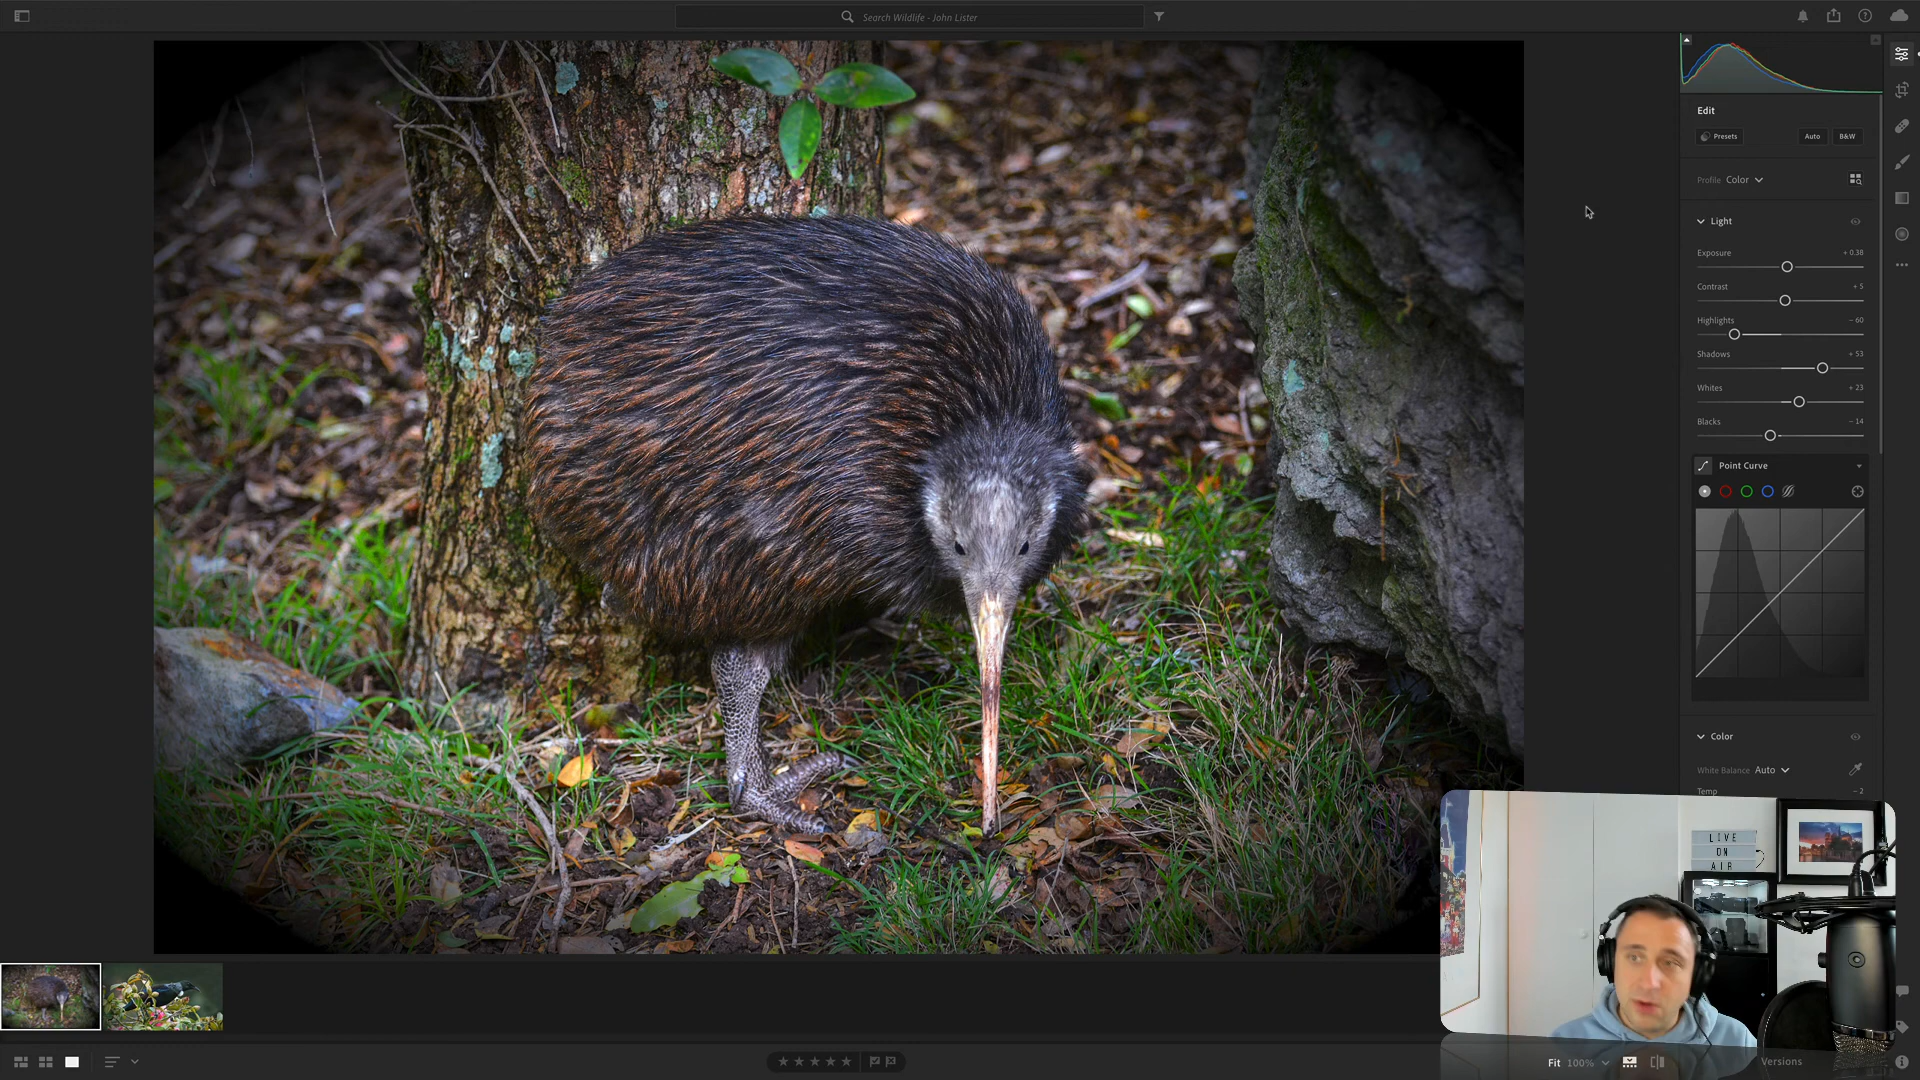 Search Wildlife - John Lister
Edit
Presets
Auto
B&W
Profile Color
Light
Exposure + 0.38
Contrast + 5
Highlights - 60
Shadows + 53
Whites + 23
Blacks - 14
Point Curve
Color
White Balance Auto
Temp - 2
LIVE
ON
AIR
Fit 100%
Versions